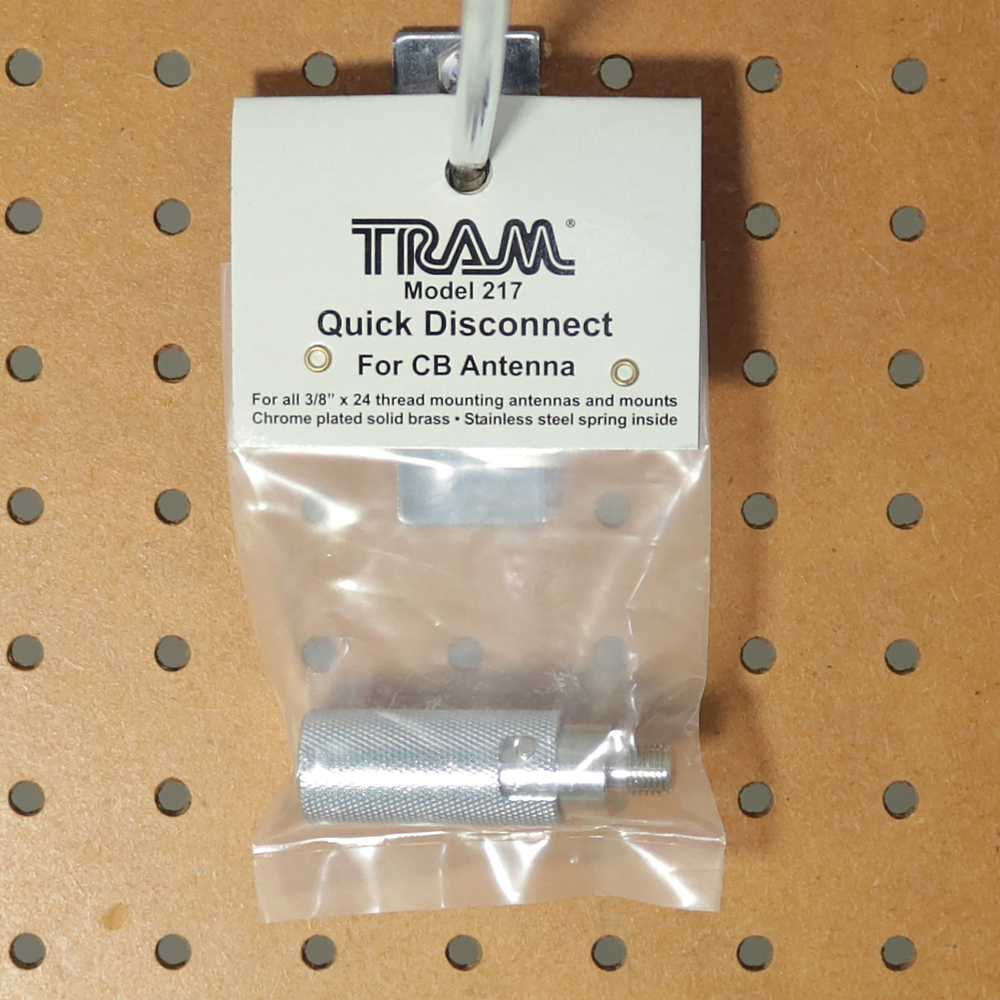 TRAM®
Model 217
Quick Disconnect
For CB Antenna
For all 3/8” x 24 thread mounting antennas and mounts
Chrome plated solid brass • Stainless steel spring inside